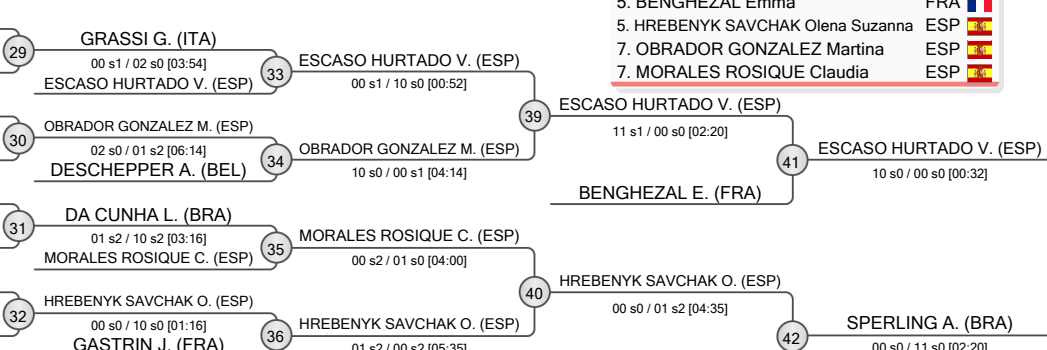 5. BENGHEZAL Emma FRA
5. HREBENYK SAVCHAK Olena Suzanna ESP
7. OBRADOR GONZALEZ Martina ESP
7. MORALES ROSIQUE Claudia ESP
29
GRASSI G. (ITA)
00 s1 / 02 s0 [03:54]
ESCASO HURTADO V. (ESP)
33
ESCASO HURTADO V. (ESP)
00 s1 / 10 s0 [00:52]
30
OBRADOR GONZALEZ M. (ESP)
02 s0 / 01 s2 [06:14]
DESCHEPPER A. (BEL)
34
OBRADOR GONZALEZ M. (ESP)
10 s0 / 00 s1 [04:14]
39
ESCASO HURTADO V. (ESP)
11 s1 / 00 s0 [02:20]
BENGHEZAL E. (FRA)
41
ESCASO HURTADO V. (ESP)
10 s0 / 00 s0 [00:32]
31
DA CUNHA L. (BRA)
01 s2 / 10 s2 [03:16]
MORALES ROSIQUE C. (ESP)
35
MORALES ROSIQUE C. (ESP)
00 s2 / 01 s0 [04:00]
32
HREBENYK SAVCHAK O. (ESP)
00 s0 / 10 s0 [01:16]
GASTRIN J. (FRA)
36
HREBENYK SAVCHAK O. (ESP)
01 s2 / 00 s2 [05:35]
40
HREBENYK SAVCHAK O. (ESP)
00 s0 / 01 s2 [04:35]
42
SPERLING A. (BRA)
00 s0 / 11 s0 [02:20]